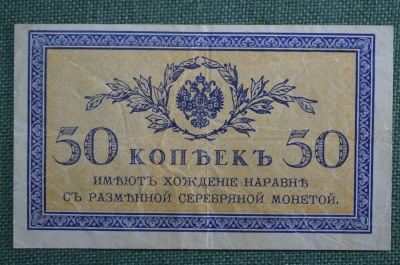 50 КОПѢЕКЪ 50
ИМѢЮТЪ ХОЖДЕНІЕ НАРАВНѢ
СЪ РАЗМѢННОЙ СЕРЕБРЯНОЙ МОНЕТОЙ.